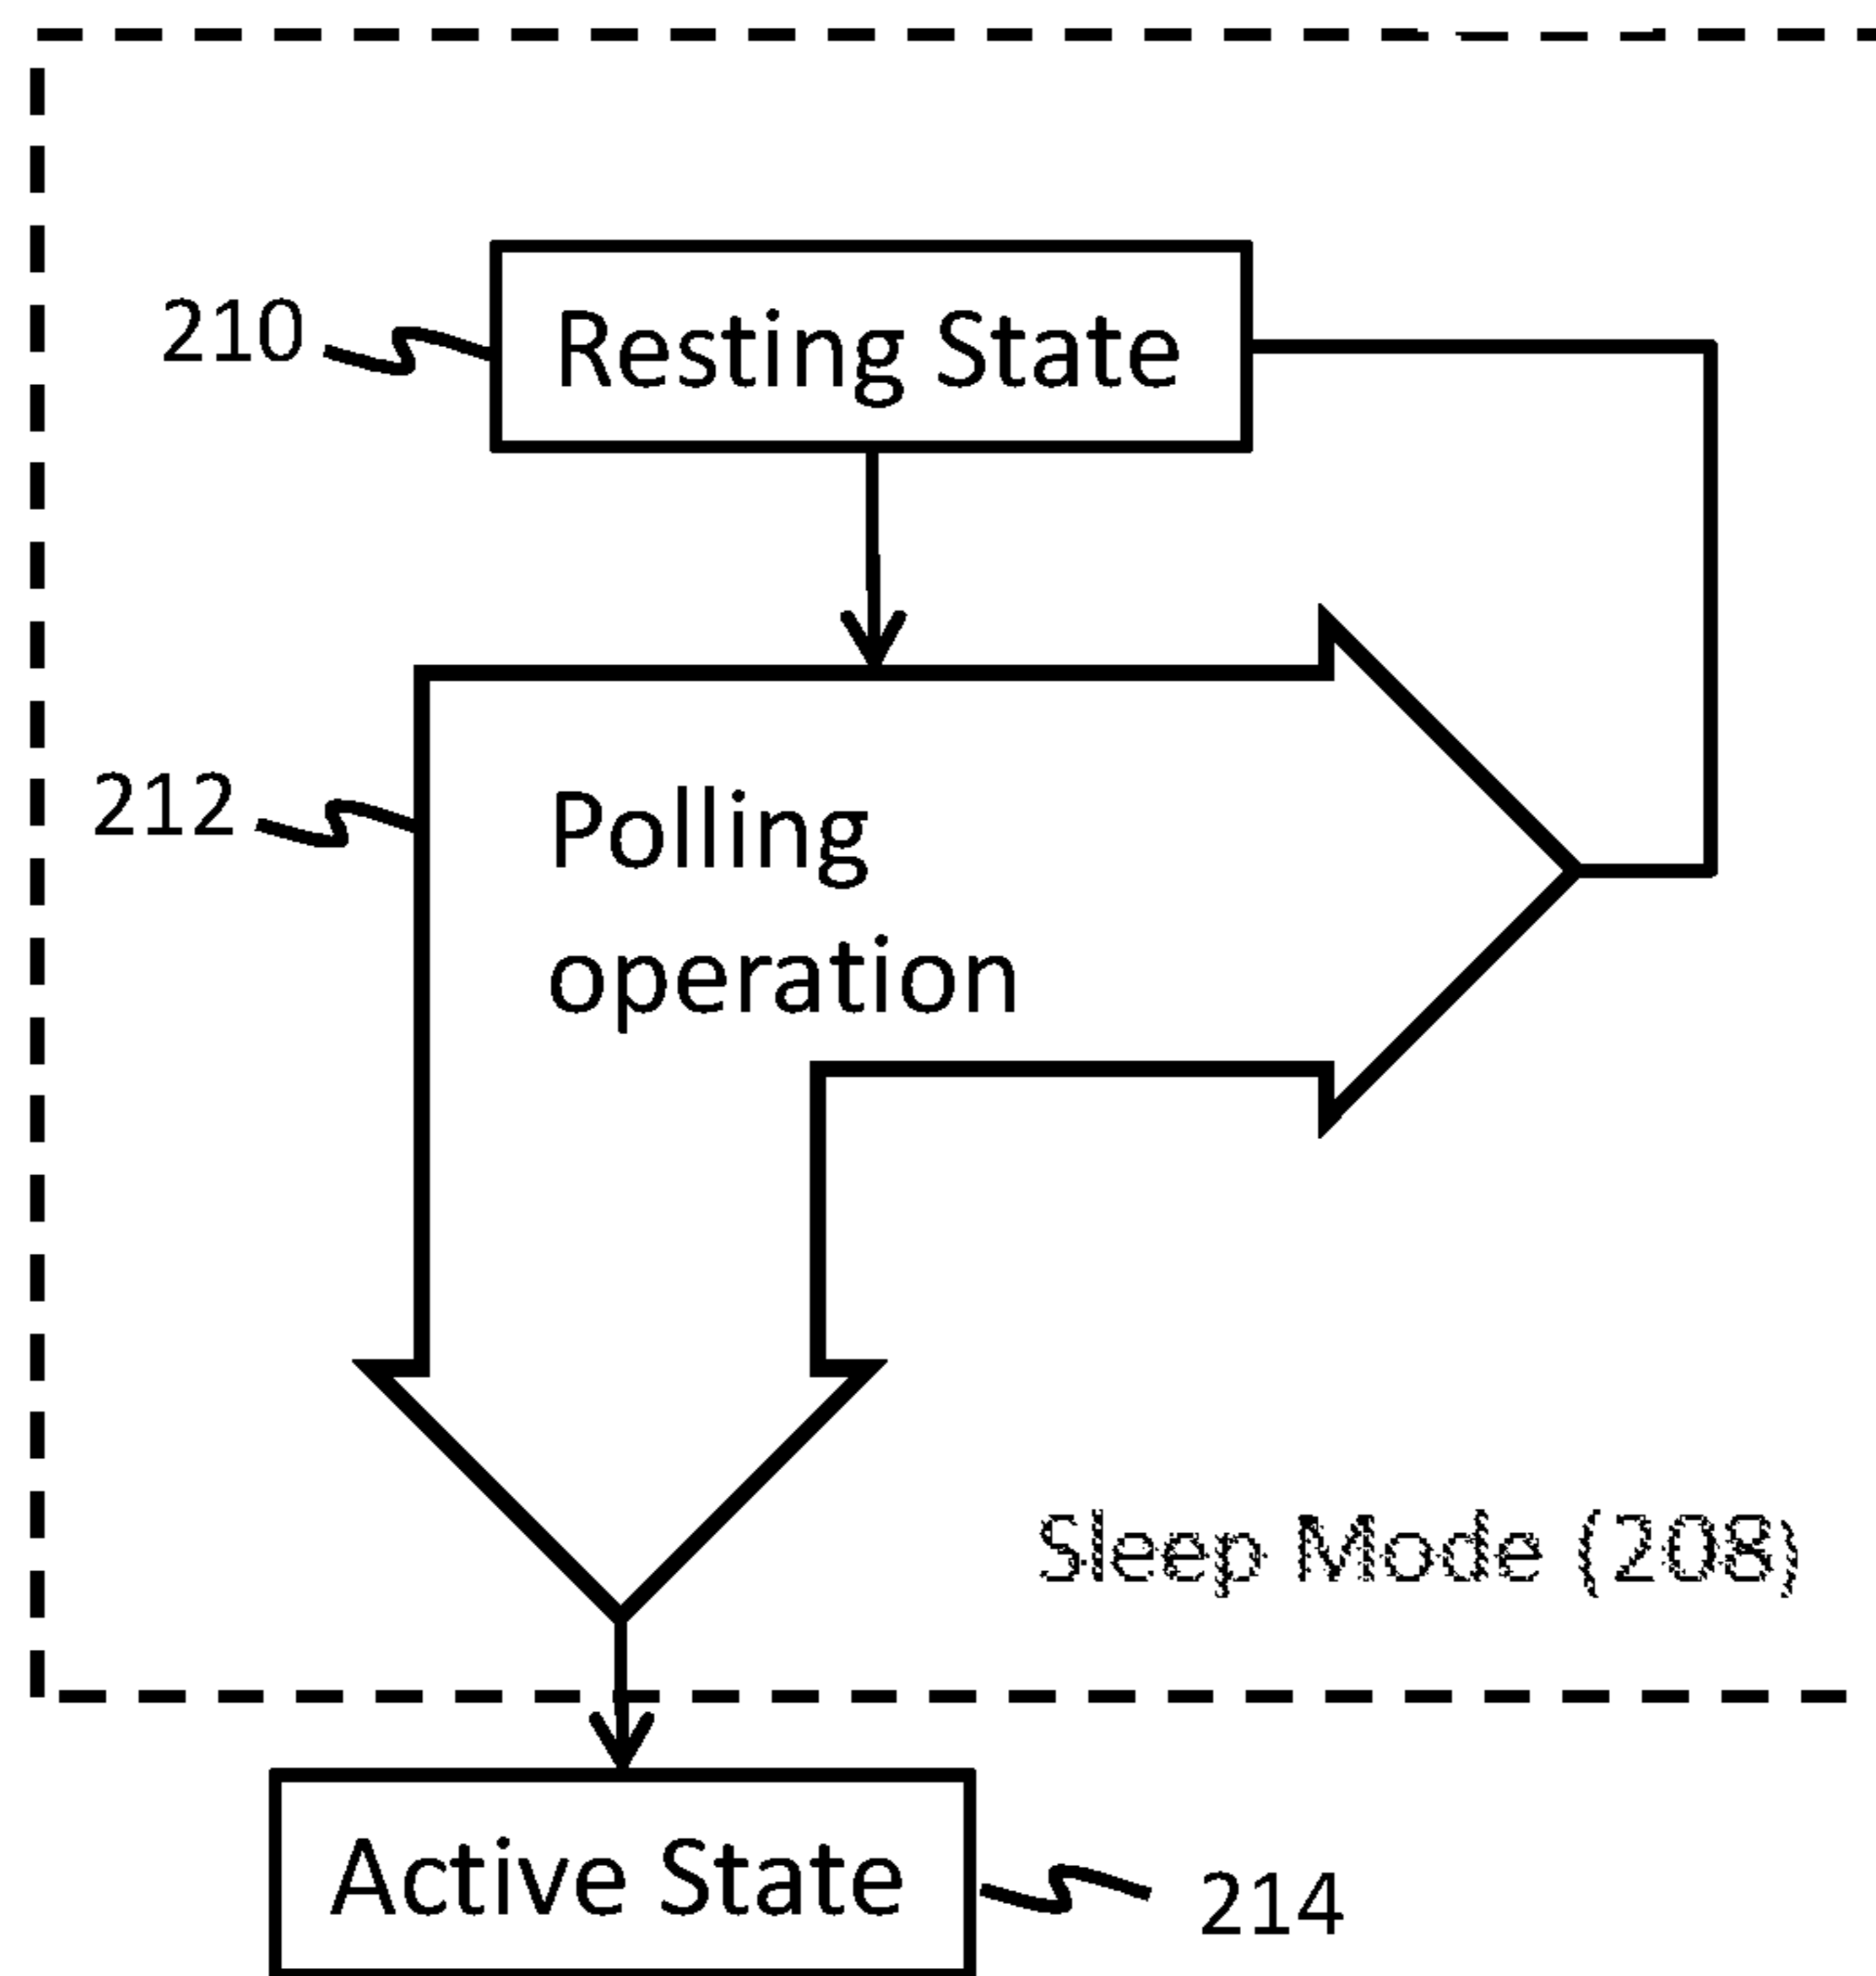 210
Resting State
212
Polling
operation
Sleep Mode (208)
Active State
214